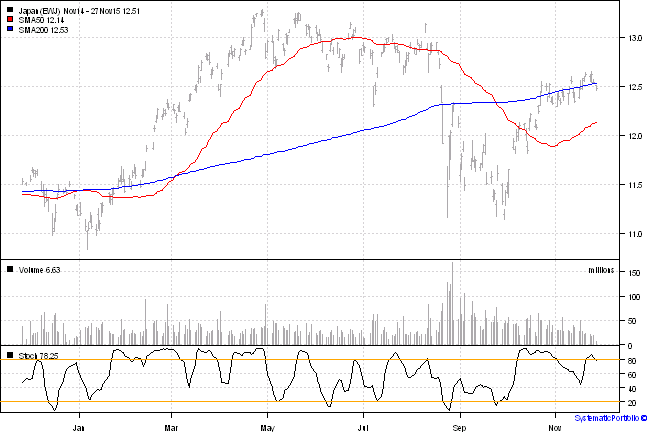 Japan (EWJ) Nov14 - 27Nov15 12.51
SMA50 12.14
SMA200 12.53
13.0
12.5
12.0
11.5
11.0
Volume 6.63
millions
150
100
50
0
Stoch 78.25
80
60
40
20
Jan Mar May Jul Sep Nov
SystematicPortfolio ©